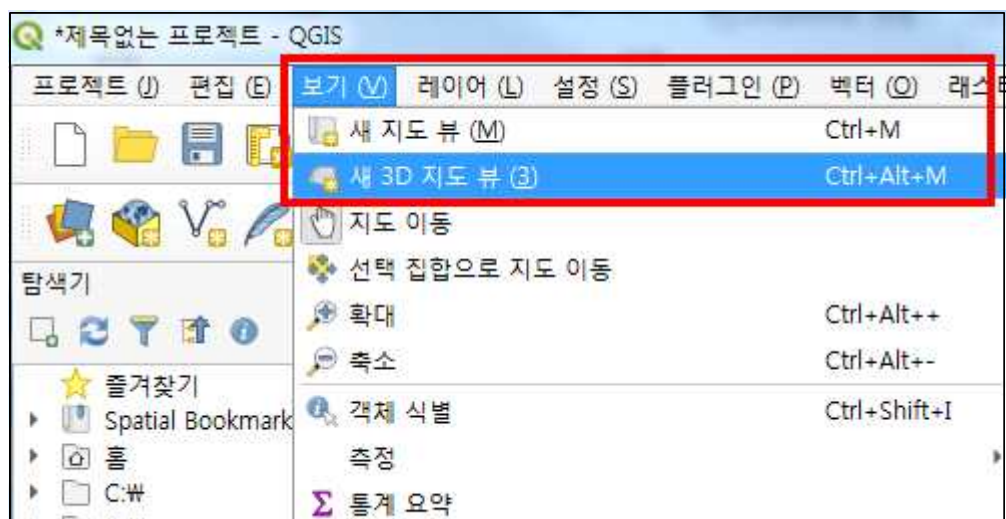 *제목없는 프로젝트 - QGIS
프로젝트 (J) 편집 (E) 보기 (V) 레이어 (L) 설정 (S) 플러그인 (P) 벡터 (O) 래스터
새 지도 뷰 (M) Ctrl+M
새 3D 지도 뷰 (3) Ctrl+Alt+M
지도 이동
선택 집합으로 지도 이동
확대 Ctrl+Alt++
축소 Ctrl+Alt+-
객체 식별 Ctrl+Shift+I
측정
통계 요약
탐색기
즐겨찾기
Spatial Bookmark
홈
C:₩